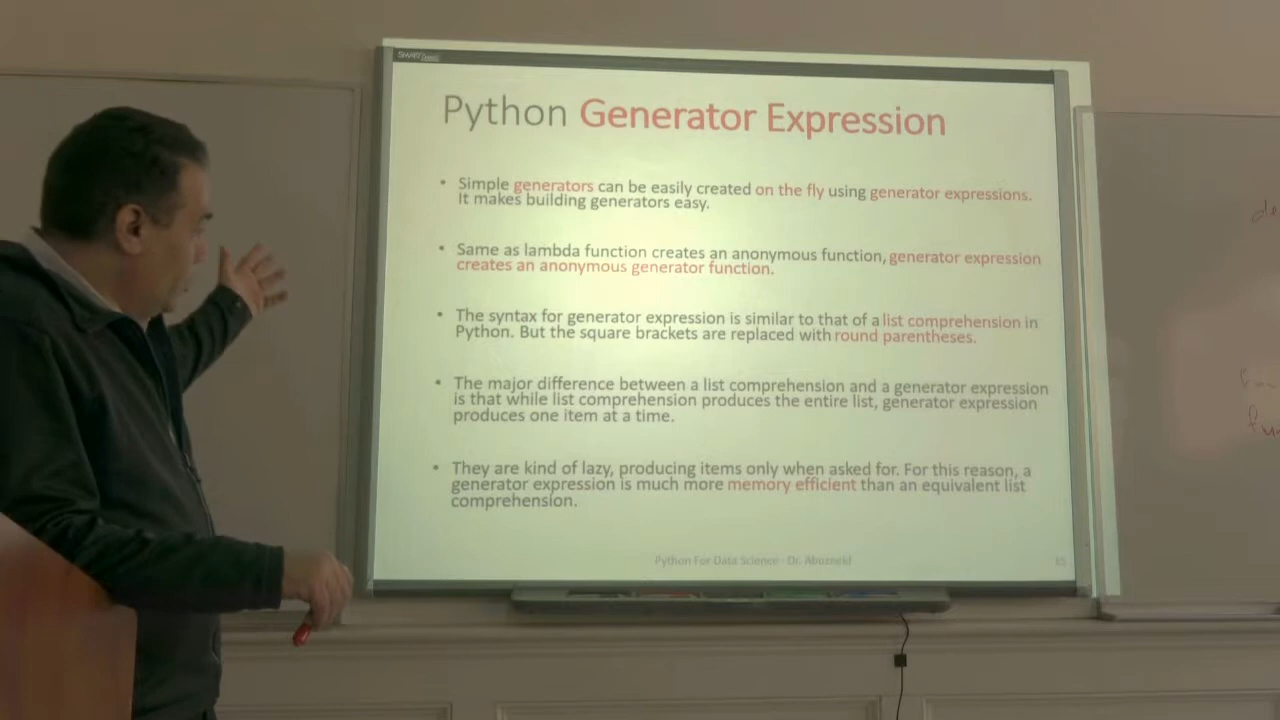 SMART
Python Generator Expression
• Simple generators can be easily created on the fly using generator expressions.
It makes building generators easy.
• Same as lambda function creates an anonymous function, generator expression
creates an anonymous generator function.
• The syntax for generator expression is similar to that of a list comprehension in
Python. But the square brackets are replaced with round parentheses.
• The major difference between a list comprehension and a generator expression
is that while list comprehension produces the entire list, generator expression
produces one item at a time.
• They are kind of lazy, producing items only when asked for. For this reason, a
generator expression is much more memory efficient than an equivalent list
comprehension.
Python For Data Science - Dr. Abuzneid